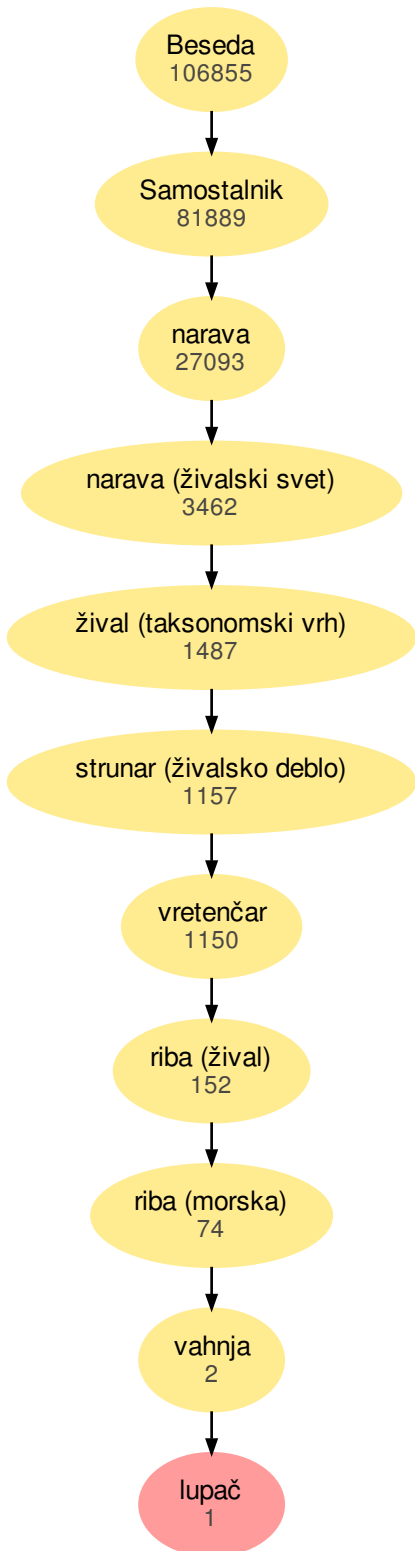 Beseda
106855
Samostalnik
81889
narava
27093
narava (živalski svet)
3462
žival (taksonomski vrh)
1487
strunar (živalsko deblo)
1157
vretenčar
1150
riba (žival)
152
riba (morska)
74
vahnja
2
lupač
1